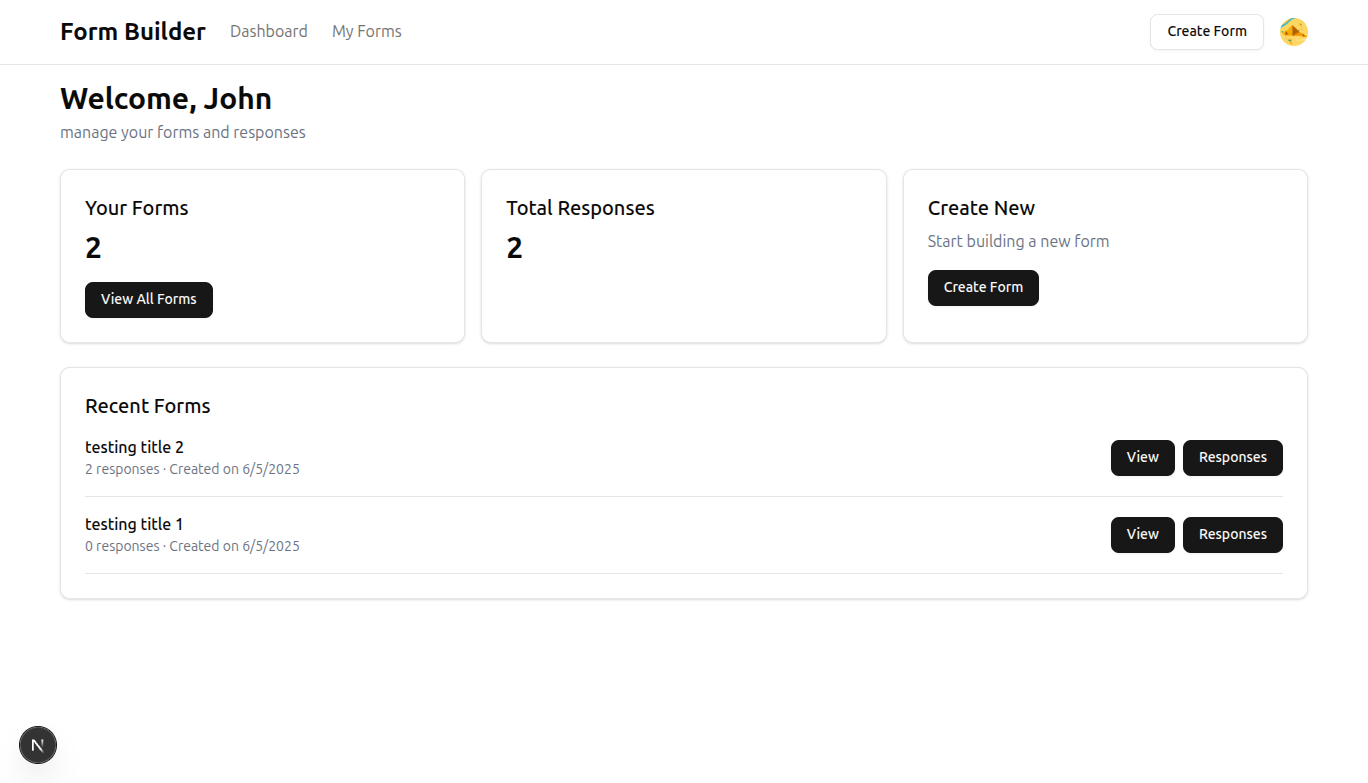 Form Builder Dashboard My Forms Create Form
Welcome, John
manage your forms and responses
Your Forms
2
View All Forms
Total Responses
2
Create New
Start building a new form
Create Form
Recent Forms
testing title 2
2 responses · Created on 6/5/2025
View Responses
testing title 1
0 responses · Created on 6/5/2025
View Responses
N